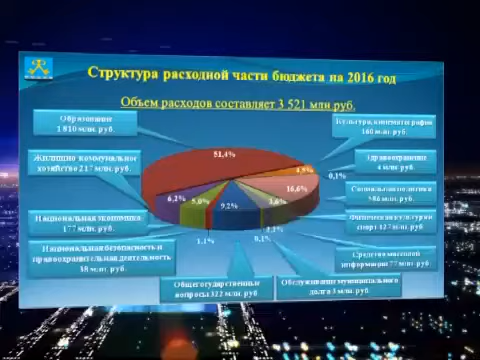 Структура расходной части бюджета на 2016 год
Объем расходов составляет 3 521 млн.руб.
Образование
1 810 млн. руб.
Культура, кинематография
160 млн. руб.
51,4%
4,5%
0,1%
Здравоохранение
4 млн. руб.
Жилищно-коммунальное
хозяйство 217 млн. руб.
16,6%
Социальная политика
586 млн. руб.
6,2%
5,0%
9,2%
3,6%
Национальная экономика
177 млн. руб.
Физическая культура и
спорт 127 млн. руб.
1,1%
0,1%
Национальная безопасность и
правоохранительная деятельность
38 млн. руб.
Средства массовой
информации 77 млн. руб.
Общегосударственные
вопросы 322 млн. руб.
Обслуживание муниципального
долга 3 млн. руб.